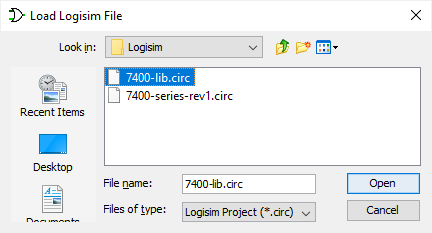 Load Logisim File
Look in:
Logisim
7400-lib.circ
7400-series-rev1.circ
Recent Items
Desktop
Documents
File name:
7400-lib.circ
Open
Files of type:
Logisim Project (*.circ)
Cancel